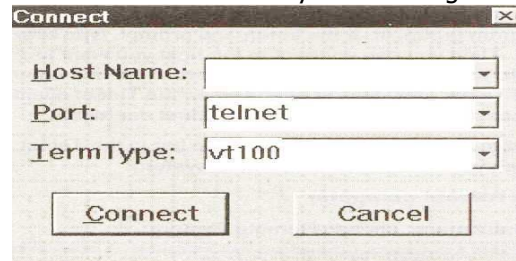 Connect
Host Name:
Port: telnet
TermType: vt100
Connect Cancel